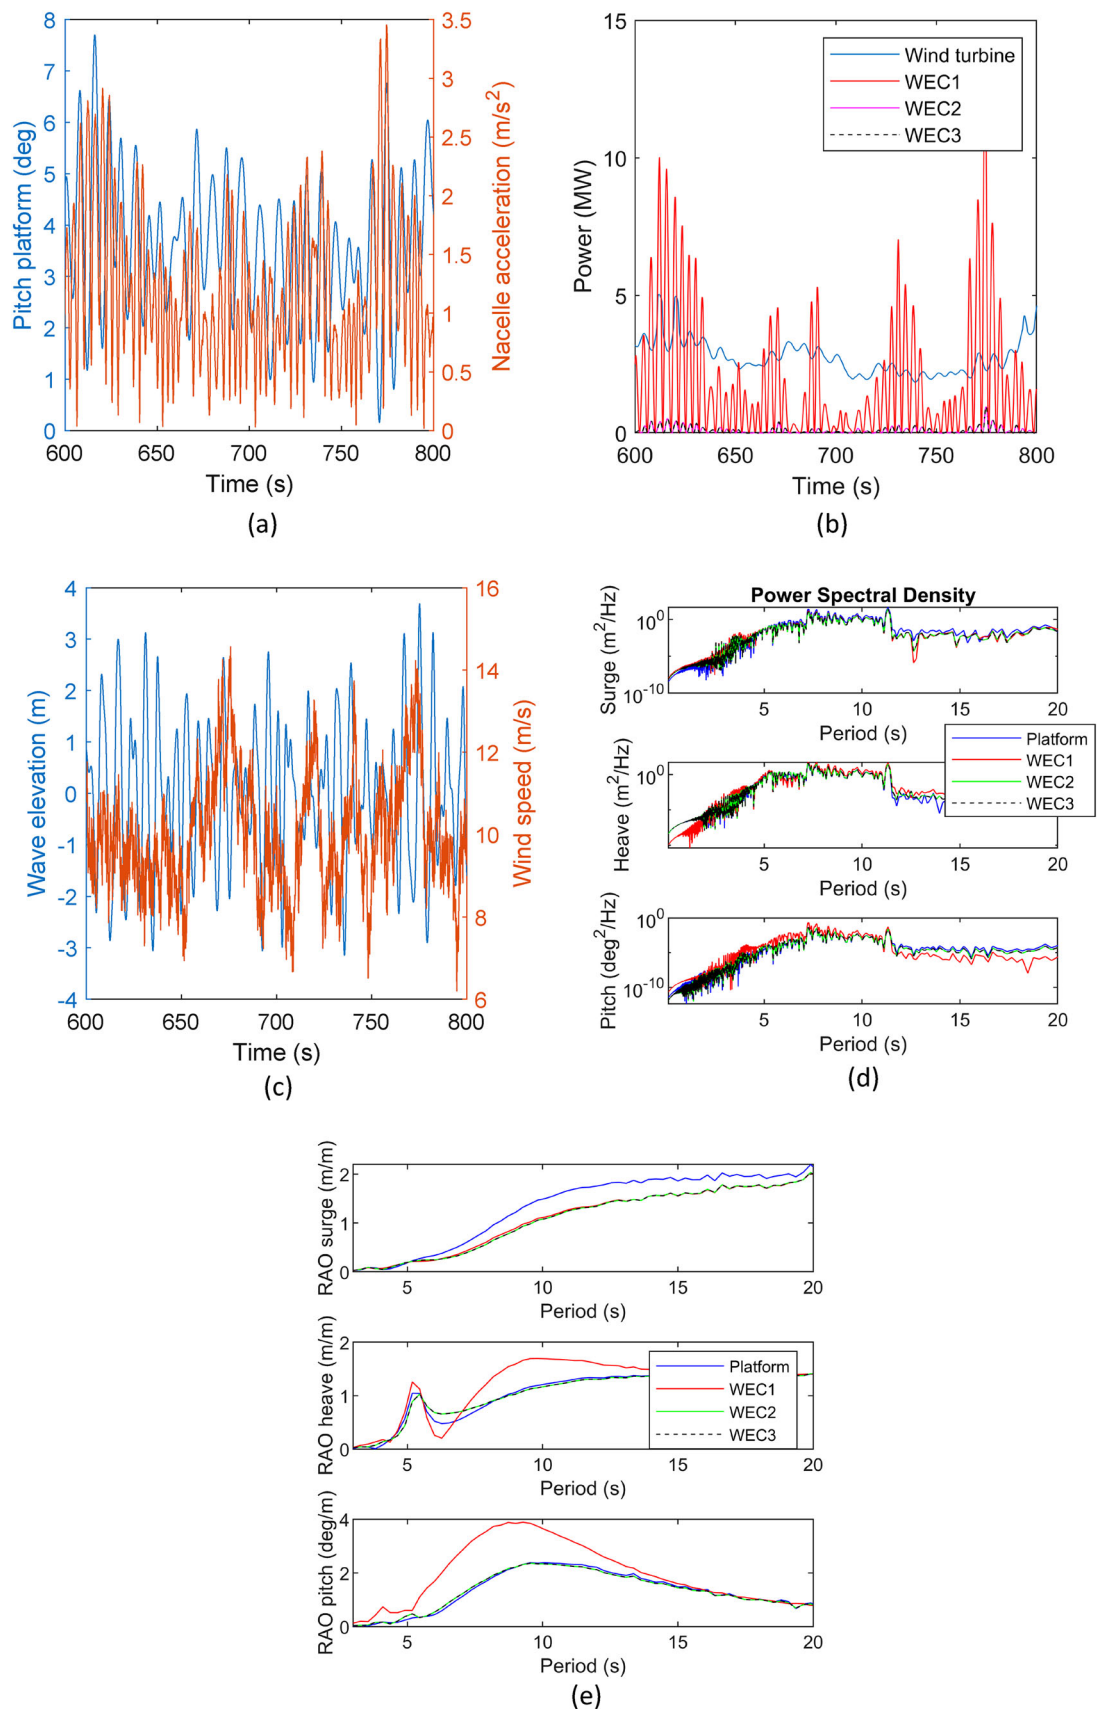 8
7
6
5
4
3
2
1
0
Pitch platform (deg)
3.5
3
2.5
2
1.5
1
0.5
0
Nacelle acceleration (m/s²)
600 650 700 750 800
Time (s)
(a)
15
10
5
0
Power (MW)
Wind turbine
WEC1
WEC2
WEC3
600 650 700 750 800
Time (s)
(b)
4
3
2
1
0
-1
-2
-3
-4
Wave elevation (m)
16
14
12
10
8
6
Wind speed (m/s)
600 650 700 750 800
Time (s)
(c)
Power Spectral Density
Surge (m²/Hz)
10⁰
10⁻¹⁰
5 10 15 20
Period (s)
Platform
WEC1
WEC2
WEC3
Heave (m²/Hz)
10⁰
5 10 15 20
Period (s)
Pitch (deg²/Hz)
10⁰
10⁻¹⁰
5 10 15 20
Period (s)
(d)
RAO surge (m/m)
2
1
0
5 10 15 20
Period (s)
RAO heave (m/m)
2
1
0
Platform
WEC1
WEC2
WEC3
5 10 15 20
Period (s)
RAO pitch (deg/m)
4
2
0
5 10 15 20
Period (s)
(e)